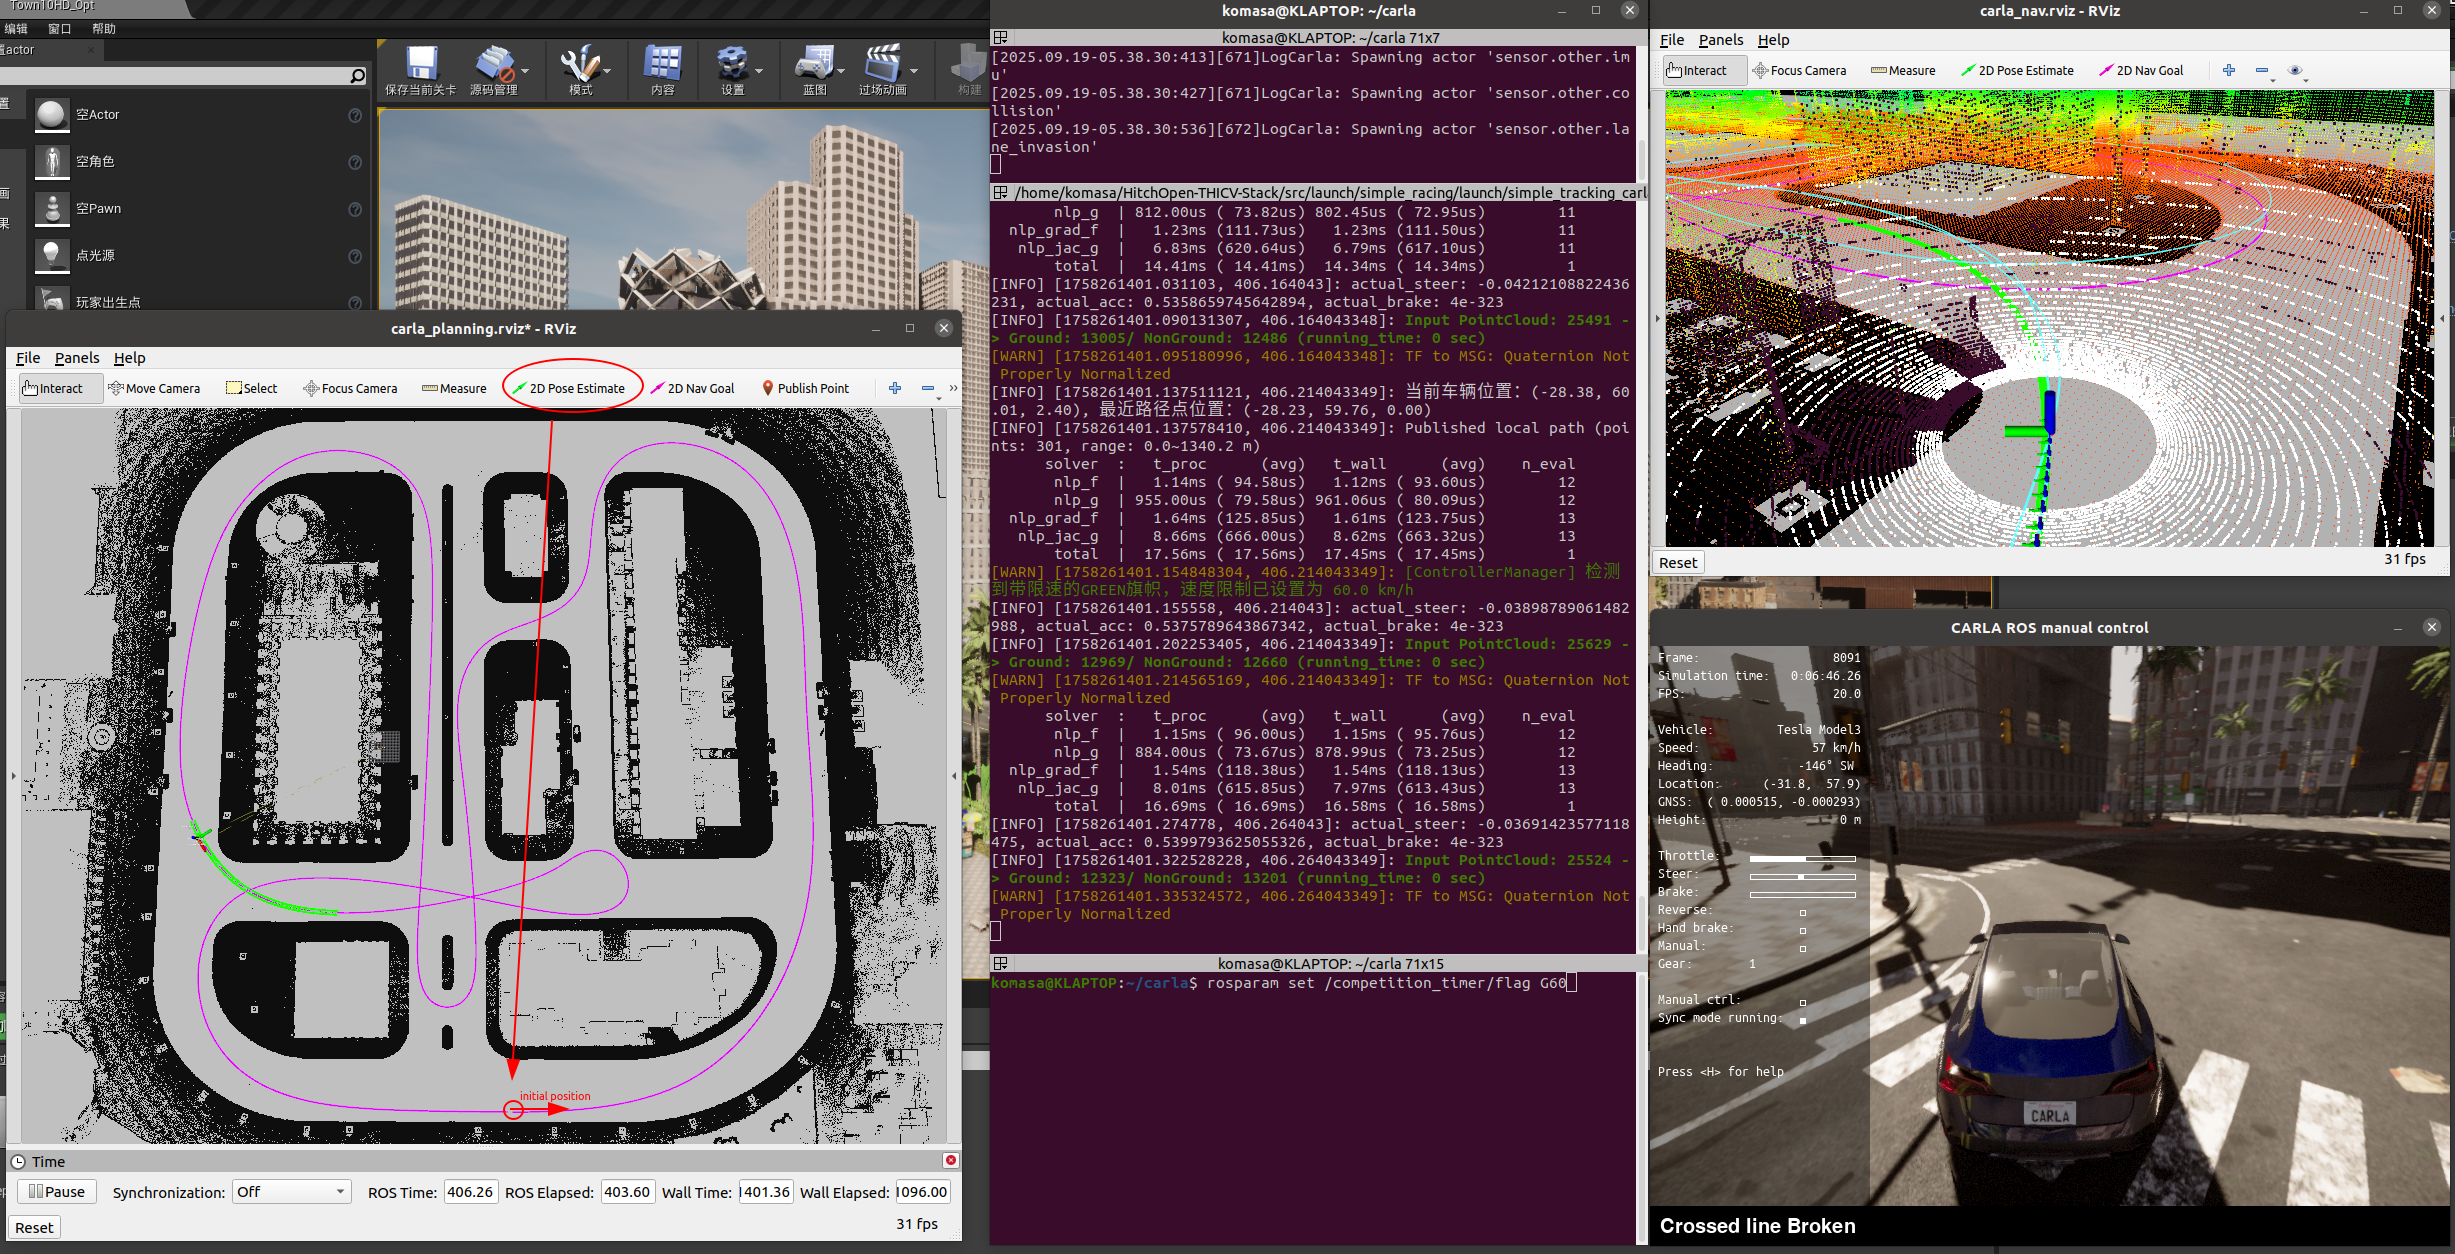 Town10HD_Opt
编辑 窗口 帮助
actor
空Actor
空角色
空Pawn
点光源
玩家出生点
保存当前关卡 源码管理 模式 内容 设置 蓝图 过场动画 构建
carla_planning.rviz* - RViz
File Panels Help
Interact Move Camera Select Focus Camera Measure 2D Pose Estimate 2D Nav Goal Publish Point
initial position
Time
Pause Synchronization: Off ROS Time: 406.26 ROS Elapsed: 403.60 Wall Time: 1401.36 Wall Elapsed: 1096.00
Reset 31 fps
komasa@KLAPTOP: ~/carla
komasa@KLAPTOP: ~/carla 71x7
[2025.09.19-05.38.30:413][671]LogCarla: Spawning actor 'sensor.other.im
u'
[2025.09.19-05.38.30:427][671]LogCarla: Spawning actor 'sensor.other.co
llision'
[2025.09.19-05.38.30:536][672]LogCarla: Spawning actor 'sensor.other.la
ne_invasion'
/home/komasa/HitchOpen-THICV-Stack/src/launch/simple_racing/launch/simple_tracking_carl
nlp_g | 812.00us ( 73.82us) 802.45us ( 72.95us) 11
nlp_grad_f | 1.23ms (111.73us) 1.23ms (111.50us) 11
nlp_jac_g | 6.83ms (620.64us) 6.79ms (617.10us) 11
total | 14.41ms ( 14.41ms) 14.34ms ( 14.34ms) 1
[INFO] [1758261401.031103, 406.164043]: actual_steer: -0.04212108822436
231, actual_acc: 0.5358659745642894, actual_brake: 4e-323
[INFO] [1758261401.090131307, 406.164043348]: Input PointCloud: 25491 -
> Ground: 13005/ NonGround: 12486 (running_time: 0 sec)
[WARN] [1758261401.095180996, 406.164043348]: TF to MSG: Quaternion Not
Properly Normalized
[INFO] [1758261401.137511121, 406.214043349]: 当前车辆位置：(-28.38, 60
.01, 2.40), 最近路径点位置：(-28.23, 59.76, 0.00)
[INFO] [1758261401.137578410, 406.214043349]: Published local path (poi
nts: 301, range: 0.0~1340.2 m)
solver : t_proc (avg) t_wall (avg) n_eval
nlp_f | 1.14ms ( 94.58us) 1.12ms ( 93.60us) 12
nlp_g | 955.00us ( 79.58us) 961.06us ( 80.09us) 12
nlp_grad_f | 1.64ms (125.85us) 1.61ms (123.75us) 13
nlp_jac_g | 8.66ms (666.00us) 8.62ms (663.32us) 13
total | 17.56ms ( 17.56ms) 17.45ms ( 17.45ms) 1
[WARN] [1758261401.154848304, 406.214043349]: [ControllerManager] 检测
到带限速的GREEN旗帜，速度限制已设置为 60.0 km/h
[INFO] [1758261401.155558, 406.214043]: actual_steer: -0.03898789061482
988, actual_acc: 0.5375789643867342, actual_brake: 4e-323
[INFO] [1758261401.202253405, 406.214043349]: Input PointCloud: 25629 -
> Ground: 12969/ NonGround: 12660 (running_time: 0 sec)
[WARN] [1758261401.214565169, 406.214043349]: TF to MSG: Quaternion Not
Properly Normalized
solver : t_proc (avg) t_wall (avg) n_eval
nlp_f | 1.15ms ( 96.00us) 1.15ms ( 95.76us) 12
nlp_g | 884.00us ( 73.67us) 878.99us ( 73.25us) 12
nlp_grad_f | 1.54ms (118.38us) 1.54ms (118.13us) 13
nlp_jac_g | 8.01ms (615.85us) 7.97ms (613.43us) 13
total | 16.69ms ( 16.69ms) 16.58ms ( 16.58ms) 1
[INFO] [1758261401.274778, 406.264043]: actual_steer: -0.03691423577118
475, actual_acc: 0.5399793625055326, actual_brake: 4e-323
[INFO] [1758261401.322528228, 406.264043349]: Input PointCloud: 25524 -
> Ground: 12323/ NonGround: 13201 (running_time: 0 sec)
[WARN] [1758261401.335324572, 406.264043349]: TF to MSG: Quaternion Not
Properly Normalized
komasa@KLAPTOP: ~/carla 71x15
komasa@KLAPTOP:~/carla$ rosparam set /competition_timer/flag G60
carla_nav.rviz - RViz
File Panels Help
Interact Focus Camera Measure 2D Pose Estimate 2D Nav Goal
Reset 31 fps
CARLA ROS manual control
Frame: 8091
Simulation time: 0:06:46.26
FPS: 20.0
Vehicle: Tesla Model3
Speed: 57 km/h
Heading: -146° SW
Location: (-31.8, 57.9)
GNSS: ( 0.000515, -0.000293)
Height: 0 m
Throttle:
Steer:
Brake:
Reverse:
Hand brake:
Manual:
Gear: 1
Manual ctrl:
Sync mode running:
Press <H> for help
CARLA
Crossed line Broken